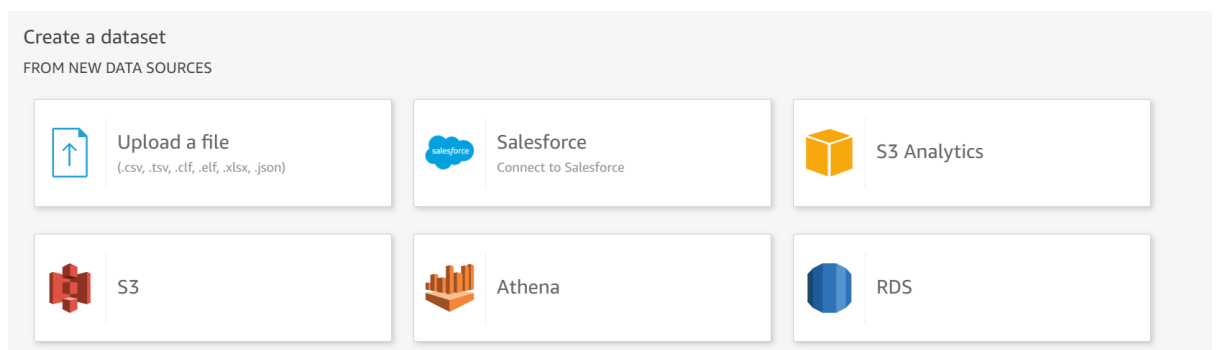 Create a dataset
FROM NEW DATA SOURCES
Upload a file
(.csv, .tsv, .clf, .elf, .xlsx, .json)
salesforce
Salesforce
Connect to Salesforce
S3 Analytics
S3
Athena
RDS